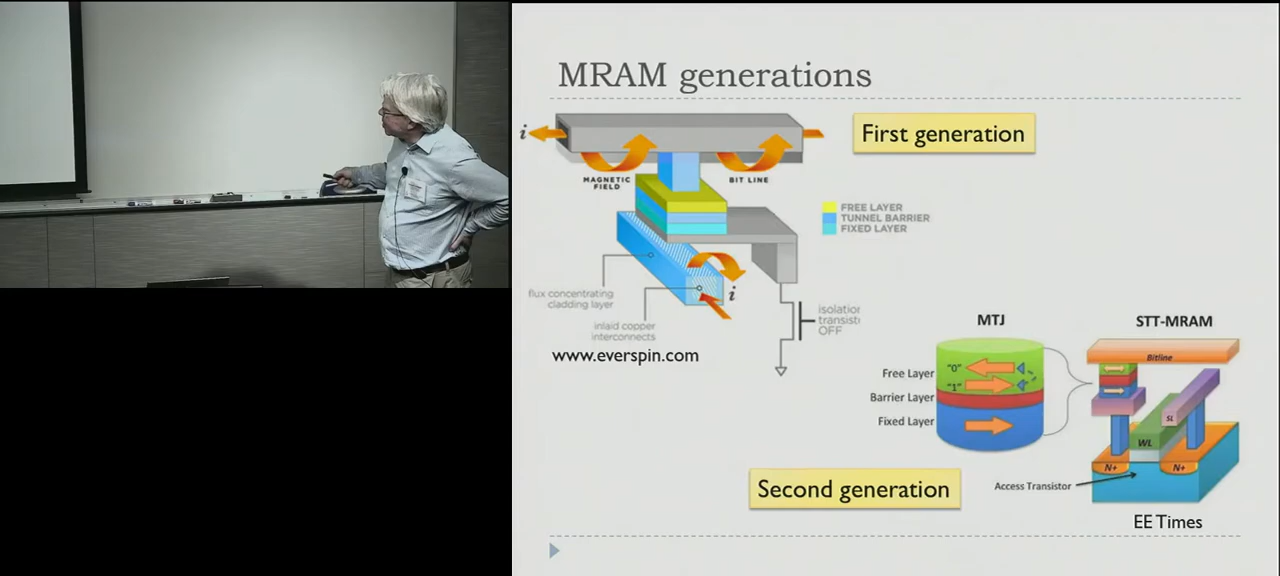 MRAM generations
First generation
i
MAGNETIC
FIELD
BIT LINE
FREE LAYER
TUNNEL BARRIER
FIXED LAYER
flux concentrating
cladding layer
i
inlaid copper
interconnects
isolation
transist
OFF
www.everspin.com
MTJ
STT-MRAM
Bitline
Free Layer
"0"
"1"
Barrier Layer
Fixed Layer
SL
WL
N+
N+
Access Transistor
Second generation
EE Times